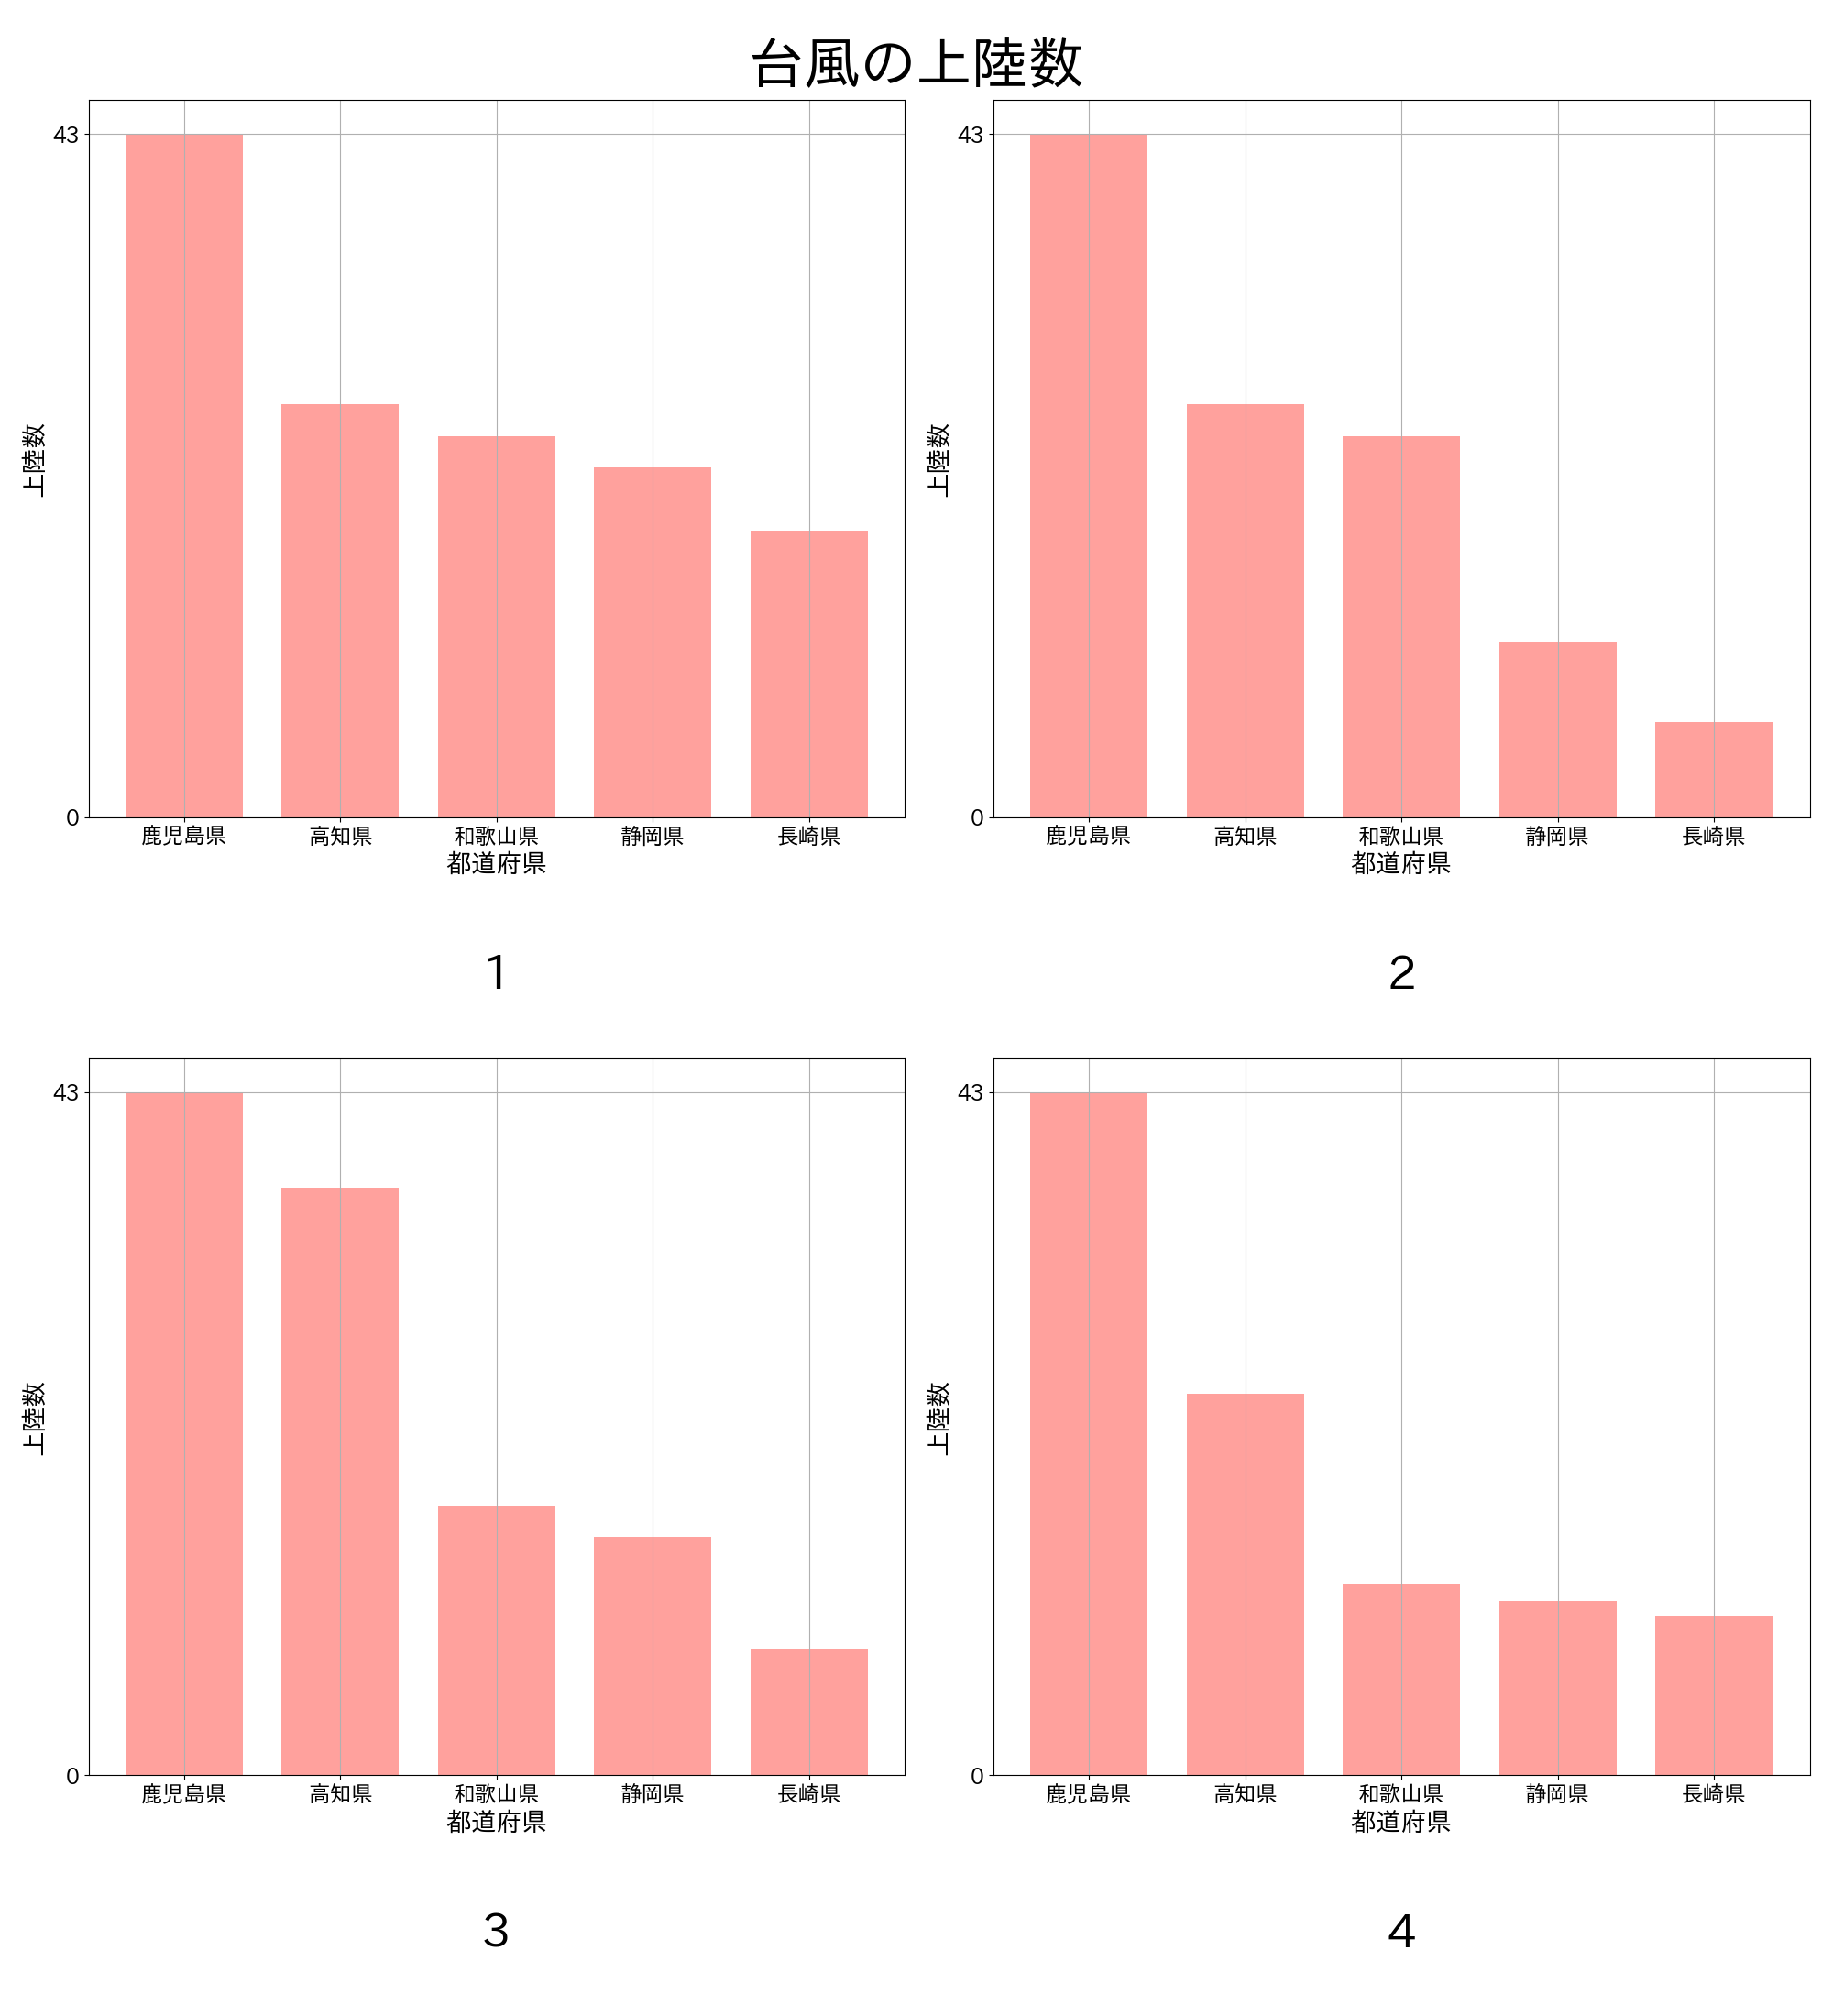 台風の上陸数
43
上陸数
0
鹿児島県 高知県 和歌山県 静岡県 長崎県
都道府県
1
43
上陸数
0
鹿児島県 高知県 和歌山県 静岡県 長崎県
都道府県
2
43
上陸数
0
鹿児島県 高知県 和歌山県 静岡県 長崎県
都道府県
3
43
上陸数
0
鹿児島県 高知県 和歌山県 静岡県 長崎県
都道府県
4